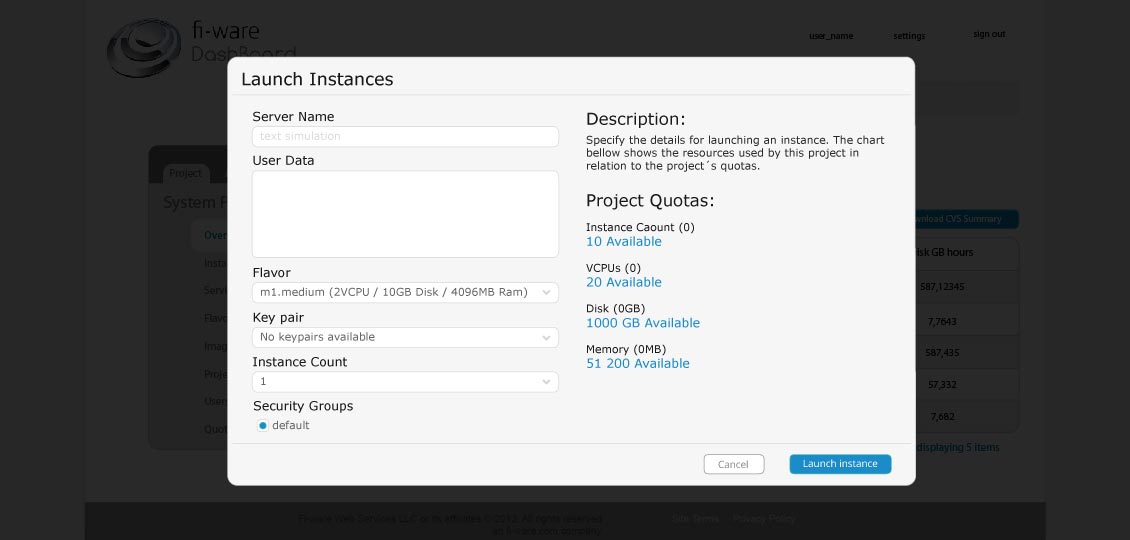 fi-ware
DashBoard
user_name
settings
sign out
Launch Instances
Server Name
text simulation
User Data
Flavor
m1.medium (2VCPU / 10GB Disk / 4096MB Ram)
Key pair
No keypairs available
Instance Count
1
Security Groups
default
Description:
Specify the details for launching an instance. The chart
bellow shows the resources used by this project in
relation to the project´s quotas.
Project Quotas:
Instance Caount (0)
10 Available
VCPUs (0)
20 Available
Disk (0GB)
1000 GB Available
Memory (0MB)
51 200 Available
Cancel
Launch instance
Project
System
Over
Insta
Servi
Flavo
Imag
Proje
User
Quot
wnload CVS Summary
isk GB hours
587,12345
7,7643
587,435
57,332
7,682
displaying 5 items
Fi-ware Web Services LLC or its affiliates © 2012. All rights reserved
an fi-ware.com company
Site Terms
Privacy Policy